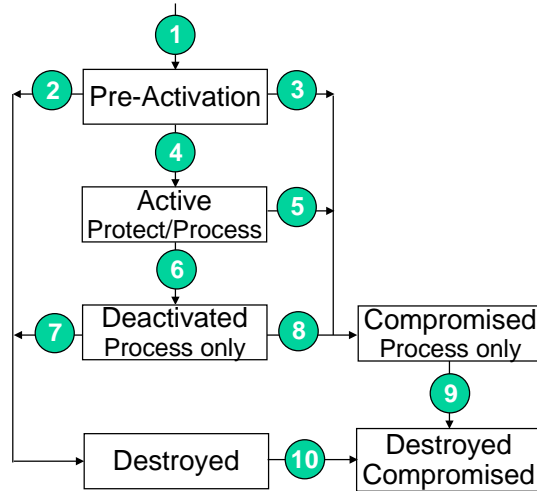 1
2
Pre-Activation
3
4
Active
Protect/Process
5
6
7
Deactivated
Process only
8
Compromised
Process only
9
Destroyed
10
Destroyed
Compromised